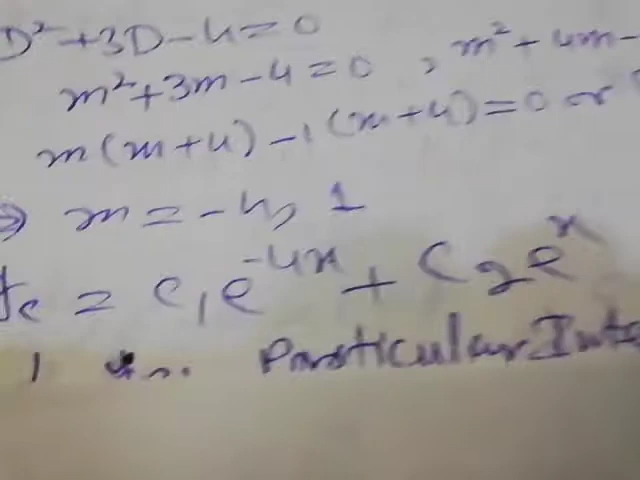 D² + 3D - 4 = 0
m² + 3m - 4 = 0 , m² + 4m -
m(m + 4) - 1(m + 4) = 0 or
⇒ m = -4, 1
yc = c₁e^-4x + c₂e^x
Particular Inte